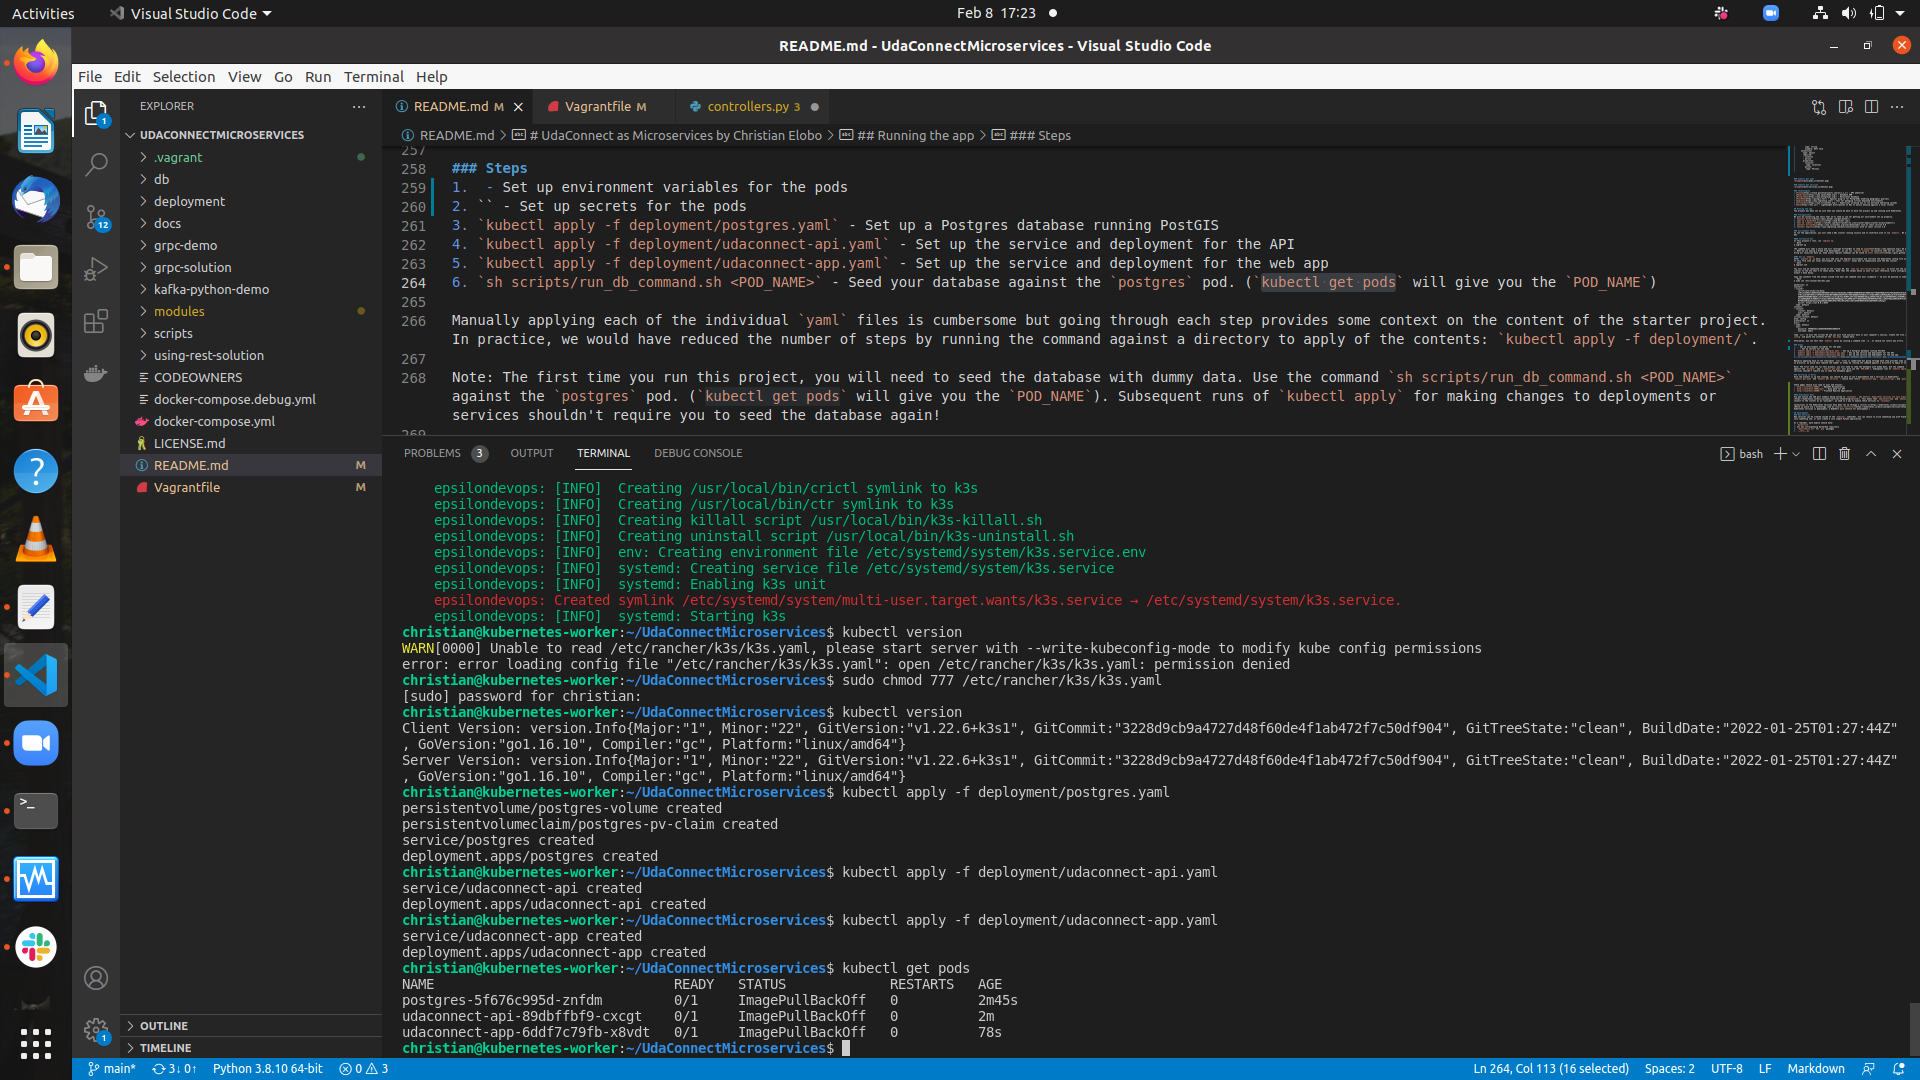 Activities
Visual Studio Code
Feb 8 17:23
README.md - UdaConnectMicroservices - Visual Studio Code
File Edit Selection View Go Run Terminal Help
EXPLORER
README.md M
Vagrantfile M
controllers.py 3
UDACONNECTMICROSERVICES
README.md > # UdaConnect as Microservices by Christian Elobo > ## Running the app > ### Steps
.vagrant
db
deployment
docs
grpc-demo
grpc-solution
kafka-python-demo
modules
scripts
using-rest-solution
CODEOWNERS
docker-compose.debug.yml
docker-compose.yml
LICENSE.md
README.md M
Vagrantfile M
OUTLINE
TIMELINE
1
12
1
257
258 ### Steps
259 1.  - Set up environment variables for the pods
260 2. `` - Set up secrets for the pods
261 3. `kubectl apply -f deployment/postgres.yaml` - Set up a Postgres database running PostGIS
262 4. `kubectl apply -f deployment/udaconnect-api.yaml` - Set up the service and deployment for the API
263 5. `kubectl apply -f deployment/udaconnect-app.yaml` - Set up the service and deployment for the web app
264 6. `sh scripts/run_db_command.sh <POD_NAME>` - Seed your database against the `postgres` pod. (`kubectl get pods` will give you the `POD_NAME`)
265
266 Manually applying each of the individual `yaml` files is cumbersome but going through each step provides some context on the content of the starter project.
In practice, we would have reduced the number of steps by running the command against a directory to apply of the contents: `kubectl apply -f deployment/`.
267
268 Note: The first time you run this project, you will need to seed the database with dummy data. Use the command `sh scripts/run_db_command.sh <POD_NAME>`
against the `postgres` pod. (`kubectl get pods` will give you the `POD_NAME`). Subsequent runs of `kubectl apply` for making changes to deployments or
services shouldn't require you to seed the database again!
269
PROBLEMS 3 OUTPUT TERMINAL DEBUG CONSOLE
bash
epsilondevops: [INFO]  Creating /usr/local/bin/crictl symlink to k3s
epsilondevops: [INFO]  Creating /usr/local/bin/ctr symlink to k3s
epsilondevops: [INFO]  Creating killall script /usr/local/bin/k3s-killall.sh
epsilondevops: [INFO]  Creating uninstall script /usr/local/bin/k3s-uninstall.sh
epsilondevops: [INFO]  env: Creating environment file /etc/systemd/system/k3s.service.env
epsilondevops: [INFO]  systemd: Creating service file /etc/systemd/system/k3s.service
epsilondevops: [INFO]  systemd: Enabling k3s unit
epsilondevops: Created symlink /etc/systemd/system/multi-user.target.wants/k3s.service → /etc/systemd/system/k3s.service.
epsilondevops: [INFO]  systemd: Starting k3s
christian@kubernetes-worker:~/UdaConnectMicroservices$ kubectl version
WARN[0000] Unable to read /etc/rancher/k3s/k3s.yaml, please start server with --write-kubeconfig-mode to modify kube config permissions
error: error loading config file "/etc/rancher/k3s/k3s.yaml": open /etc/rancher/k3s/k3s.yaml: permission denied
christian@kubernetes-worker:~/UdaConnectMicroservices$ sudo chmod 777 /etc/rancher/k3s/k3s.yaml
[sudo] password for christian:
christian@kubernetes-worker:~/UdaConnectMicroservices$ kubectl version
Client Version: version.Info{Major:"1", Minor:"22", GitVersion:"v1.22.6+k3s1", GitCommit:"3228d9cb9a4727d48f60de4f1ab472f7c50df904", GitTreeState:"clean", BuildDate:"2022-01-25T01:27:44Z"
, GoVersion:"go1.16.10", Compiler:"gc", Platform:"linux/amd64"}
Server Version: version.Info{Major:"1", Minor:"22", GitVersion:"v1.22.6+k3s1", GitCommit:"3228d9cb9a4727d48f60de4f1ab472f7c50df904", GitTreeState:"clean", BuildDate:"2022-01-25T01:27:44Z"
, GoVersion:"go1.16.10", Compiler:"gc", Platform:"linux/amd64"}
christian@kubernetes-worker:~/UdaConnectMicroservices$ kubectl apply -f deployment/postgres.yaml
persistentvolume/postgres-volume created
persistentvolumeclaim/postgres-pv-claim created
service/postgres created
deployment.apps/postgres created
christian@kubernetes-worker:~/UdaConnectMicroservices$ kubectl apply -f deployment/udaconnect-api.yaml
service/udaconnect-api created
deployment.apps/udaconnect-api created
christian@kubernetes-worker:~/UdaConnectMicroservices$ kubectl apply -f deployment/udaconnect-app.yaml
service/udaconnect-app created
deployment.apps/udaconnect-app created
christian@kubernetes-worker:~/UdaConnectMicroservices$ kubectl get pods
NAME READY STATUS RESTARTS AGE
postgres-5f676c995d-znfdm 0/1 ImagePullBackOff 0 2m45s
udaconnect-api-89dbffbf9-cxcgt 0/1 ImagePullBackOff 0 2m
udaconnect-app-6ddf7c79fb-x8vdt 0/1 ImagePullBackOff 0 78s
christian@kubernetes-worker:~/UdaConnectMicroservices$
main* 3↓ 0↑ Python 3.8.10 64-bit 0 3
Ln 264, Col 113 (16 selected) Spaces: 2 UTF-8 LF Markdown